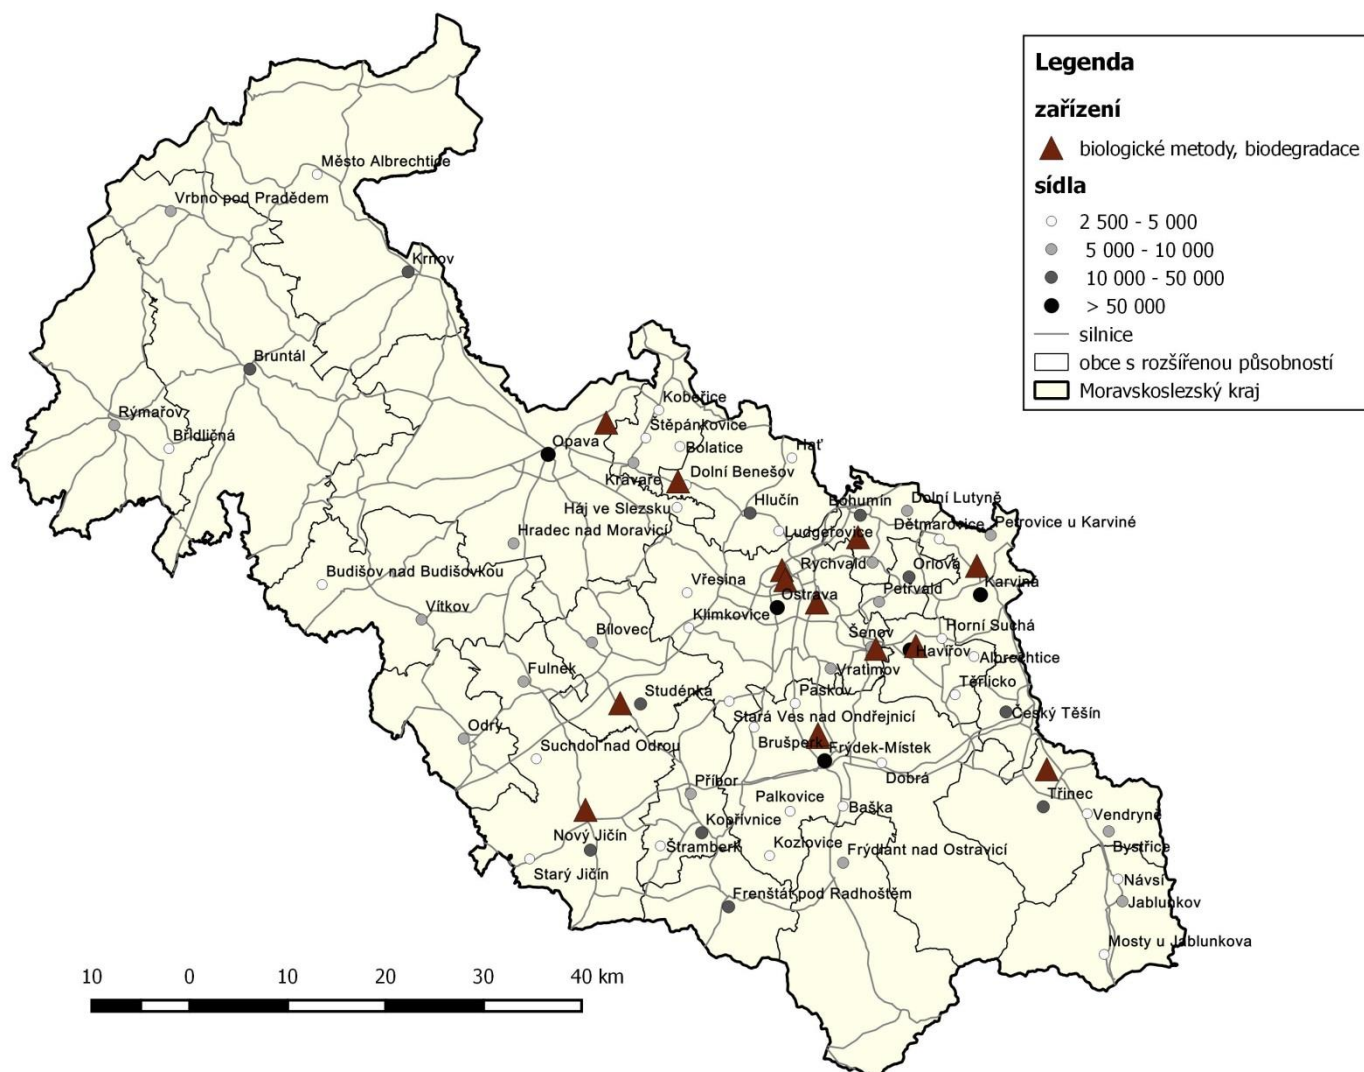 Legenda
zařízení
biologické metody, biodegradace
sídla
2 500 - 5 000
5 000 - 10 000
10 000 - 50 000
> 50 000
silnice
obce s rozšířenou působností
Moravskoslezský kraj
Město Albrechtice
Vrbno pod Pradědem
Krnov
Bruntál
Rýmařov
Břidličná
Kobeřice
Štěpánkovice
Opava
Bolatice
Hať
Kravaře
Dolní Benešov
Háj ve Slezsku
Hlučín
Bohumín
Dolní Lutyně
Hradec nad Moravicí
Ludgeřovice
Dětmarovice
Petrovice u Karviné
Rychvald
Orlová
Karviná
Budišov nad Budišovkou
Vřesina
Ostrava
Petřvald
Vítkov
Klimkovice
Bílovec
Šenov
Horní Suchá
Havířov
Albrechtice
Fulnek
Vratimov
Těrlicko
Studénka
Paskov
Český Těšín
Stará Ves nad Ondřejnicí
Odry
Brušperk
Frýdek-Místek
Suchdol nad Odrou
Dobrá
Příbor
Třinec
Palkovice
Baška
Vendryně
Kopřivnice
Nový Jičín
Štramberk
Bystřice
Kozlovice
Frýdlant nad Ostravicí
Starý Jičín
Návsí
Frenštát pod Radhoštěm
Jablunkov
Mosty u Jablunkova
10 0 10 20 30 40 km